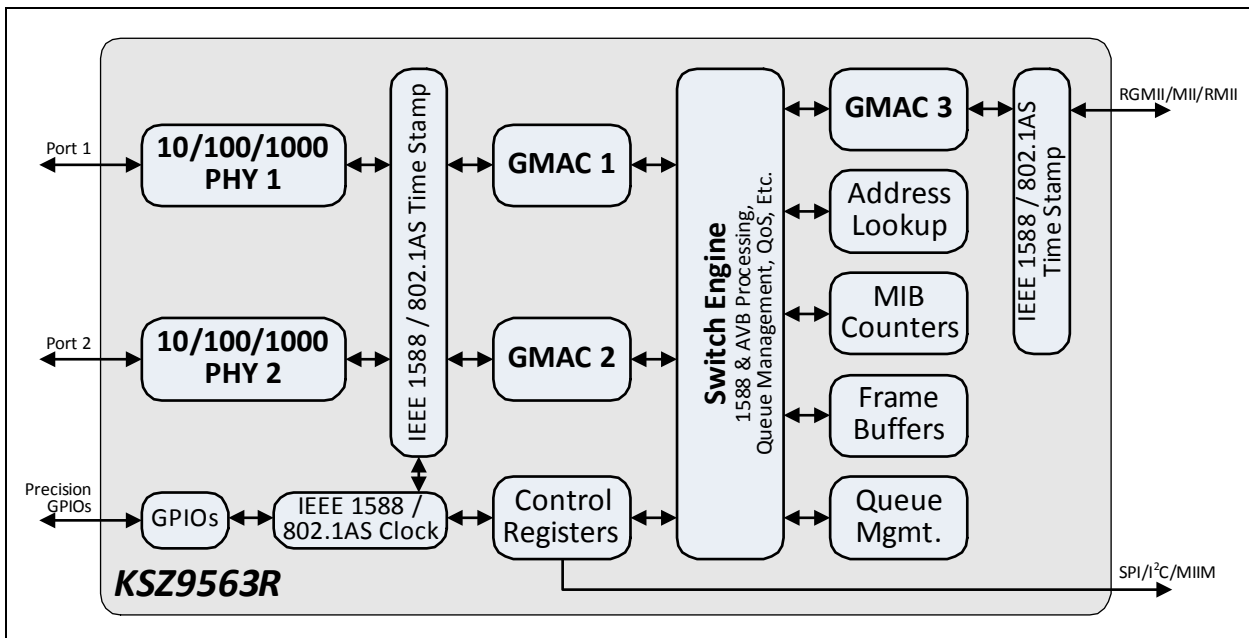 Port 1
10/100/1000
PHY 1
Port 2
10/100/1000
PHY 2
Precision
GPIOs
GPIOs
IEEE 1588 / 802.1AS Time Stamp
IEEE 1588 /
802.1AS Clock
GMAC 1
GMAC 2
Control
Registers
Switch Engine
1588 & AVB Processing,
Queue Management, QoS, Etc.
GMAC 3
Address
Lookup
MIB
Counters
Frame
Buffers
Queue
Mgmt.
IEEE 1588 / 802.1AS
Time Stamp
RGMII/MII/RMII
SPI/I²C/MIIM
KSZ9563R